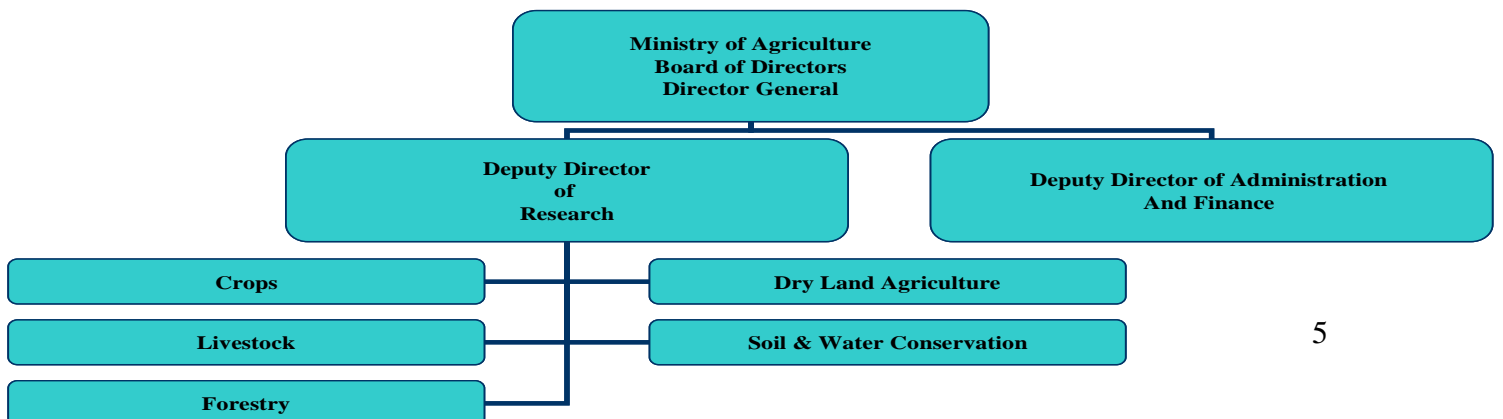 Ministry of Agriculture
Board of Directors
Director General
Deputy Director
of
Research
Deputy Director of Administration
And Finance
Crops
Dry Land Agriculture
Livestock
Soil & Water Conservation
5
Forestry